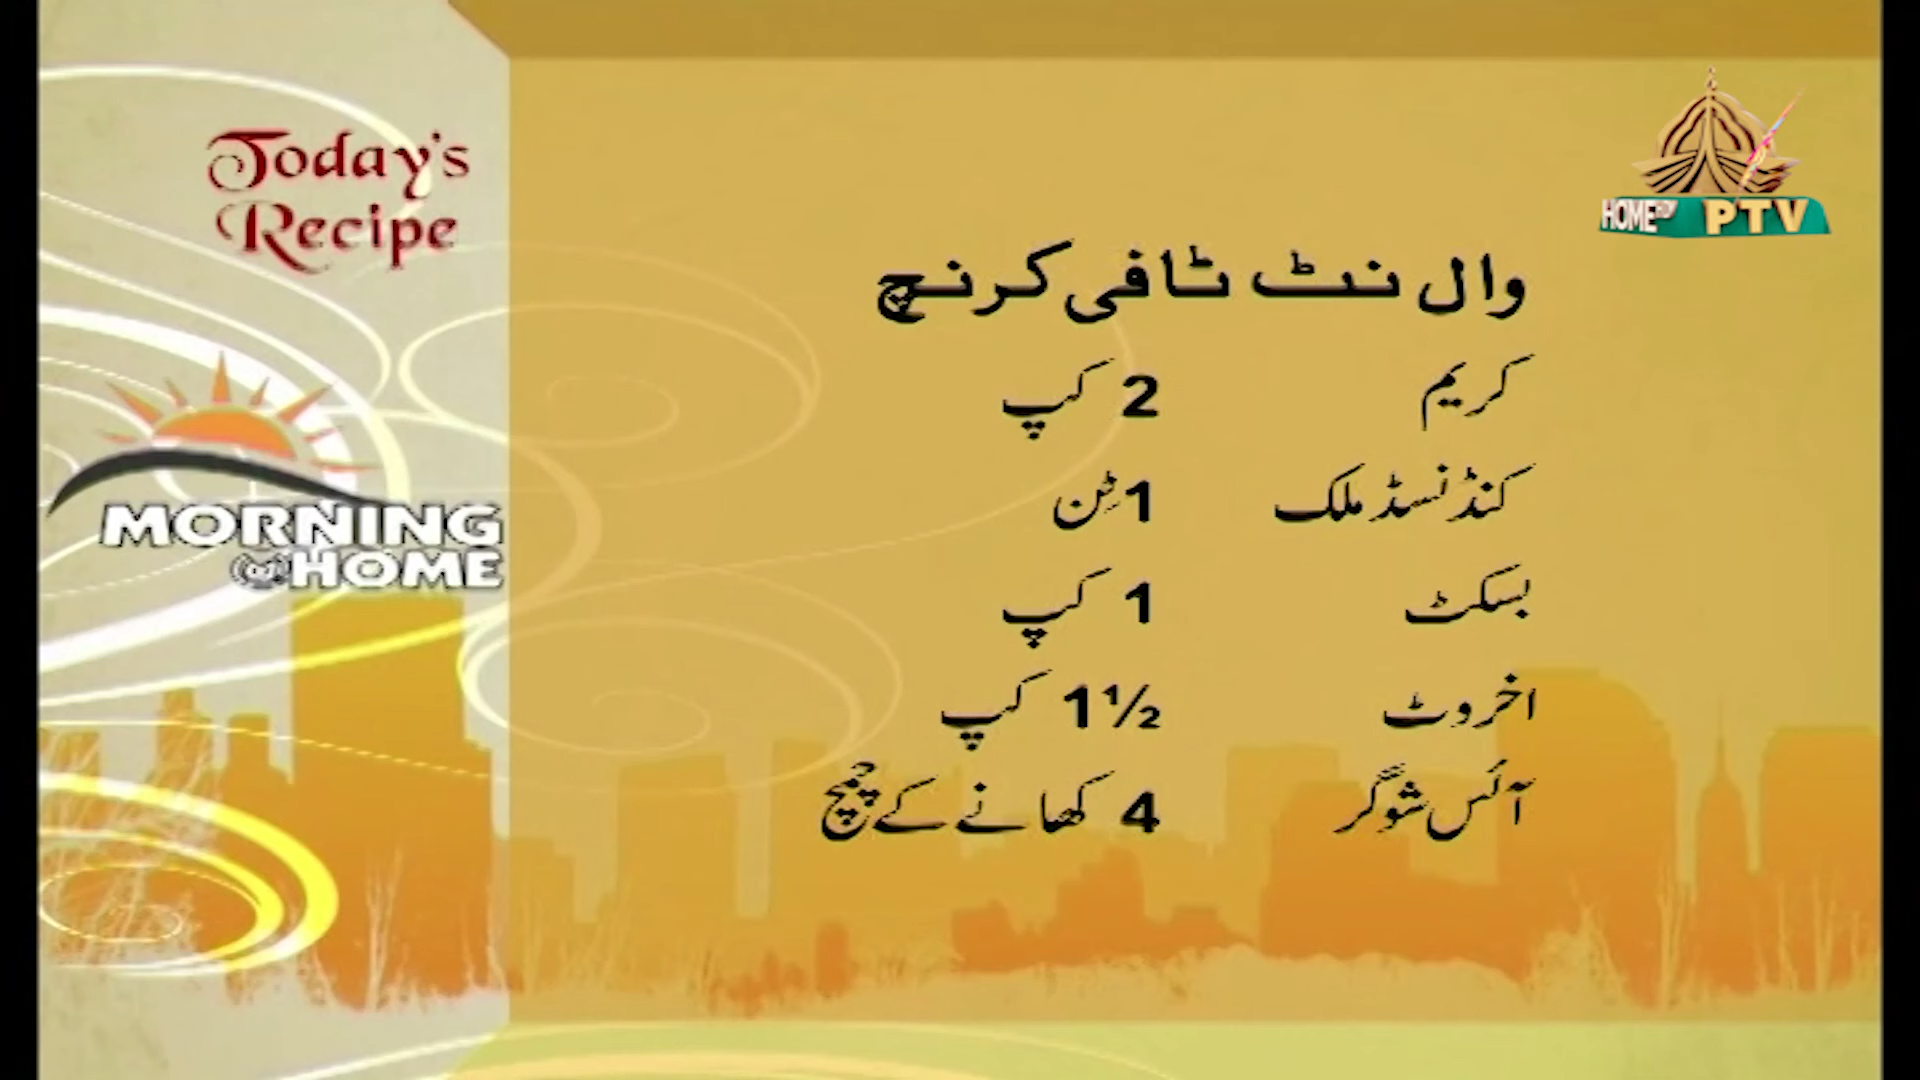 Today's
Recipe
MORNING
@HOME
HOME PTV
وال نٹ ٹافی کرنچ
کریم 2 کپ
کنڈنسڈ ملک 1 ٹِن
بسکٹ 1 کپ
اخروٹ 1½ کپ
آئس شوگر 4 کھانے کے چمچ